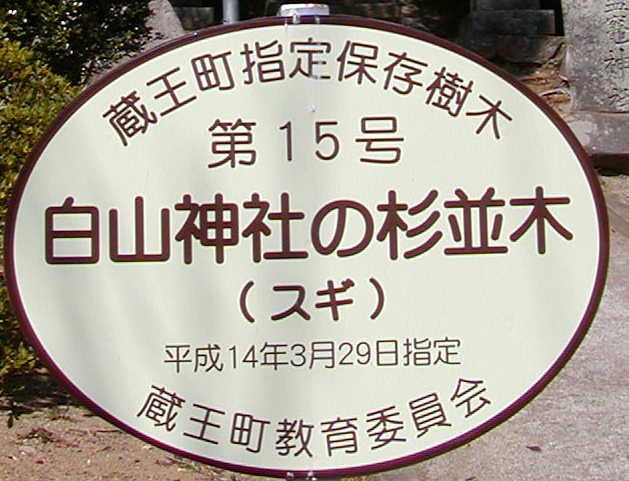 蔵王町指定保存樹木
第15号
白山神社の杉並木
(スギ)
平成14年3月29日指定
蔵王町教育委員会